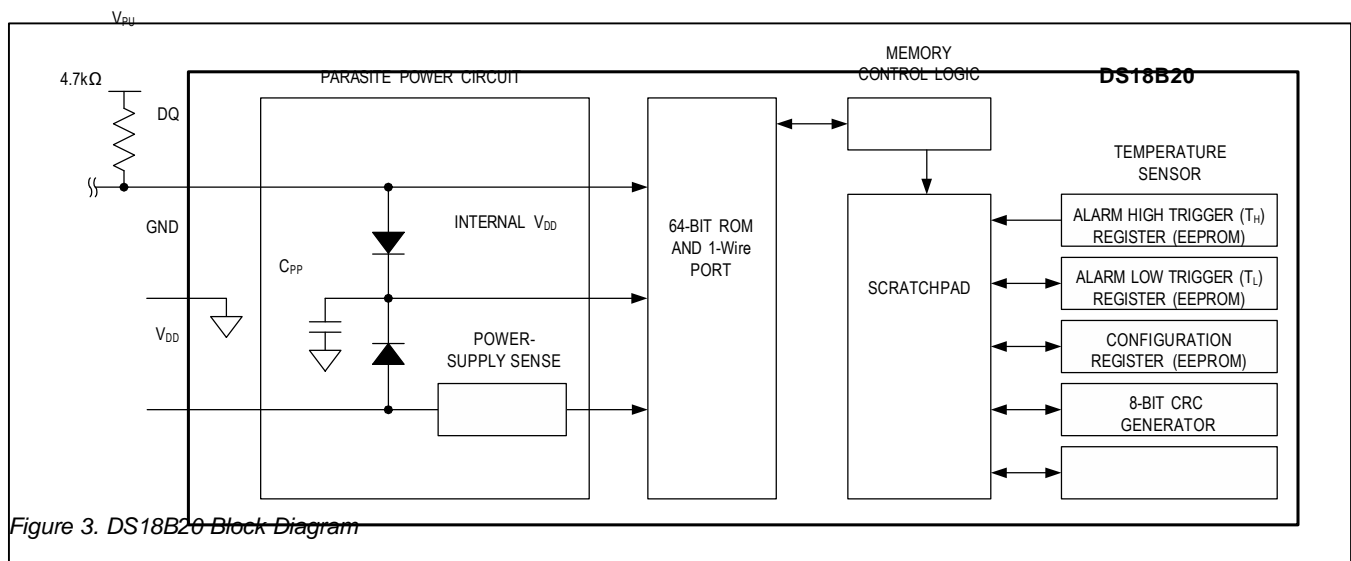 VPU
4.7kΩ
PARASITE POWER CIRCUIT
MEMORY
CONTROL LOGIC
DS18B20
DQ
TEMPERATURE
SENSOR
GND
INTERNAL VDD
64-BIT ROM
AND 1-Wire
PORT
ALARM HIGH TRIGGER (TH)
REGISTER (EEPROM)
CPP
SCRATCHPAD
ALARM LOW TRIGGER (TL)
REGISTER (EEPROM)
VDD
POWER-
SUPPLY SENSE
CONFIGURATION
REGISTER (EEPROM)
8-BIT CRC
GENERATOR
Figure 3. DS18B20 Block Diagram